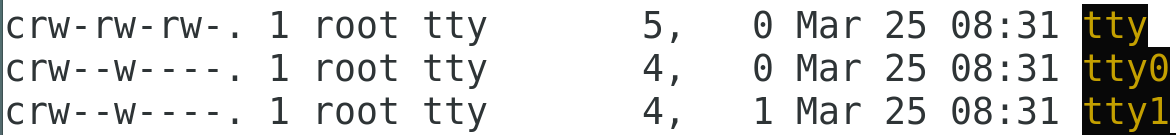 crw-rw-rw-. 1 root tty       5,   0 Mar 25 08:31 tty
crw--w----. 1 root tty       4,   0 Mar 25 08:31 tty0
crw--w----. 1 root tty       4,   1 Mar 25 08:31 tty1